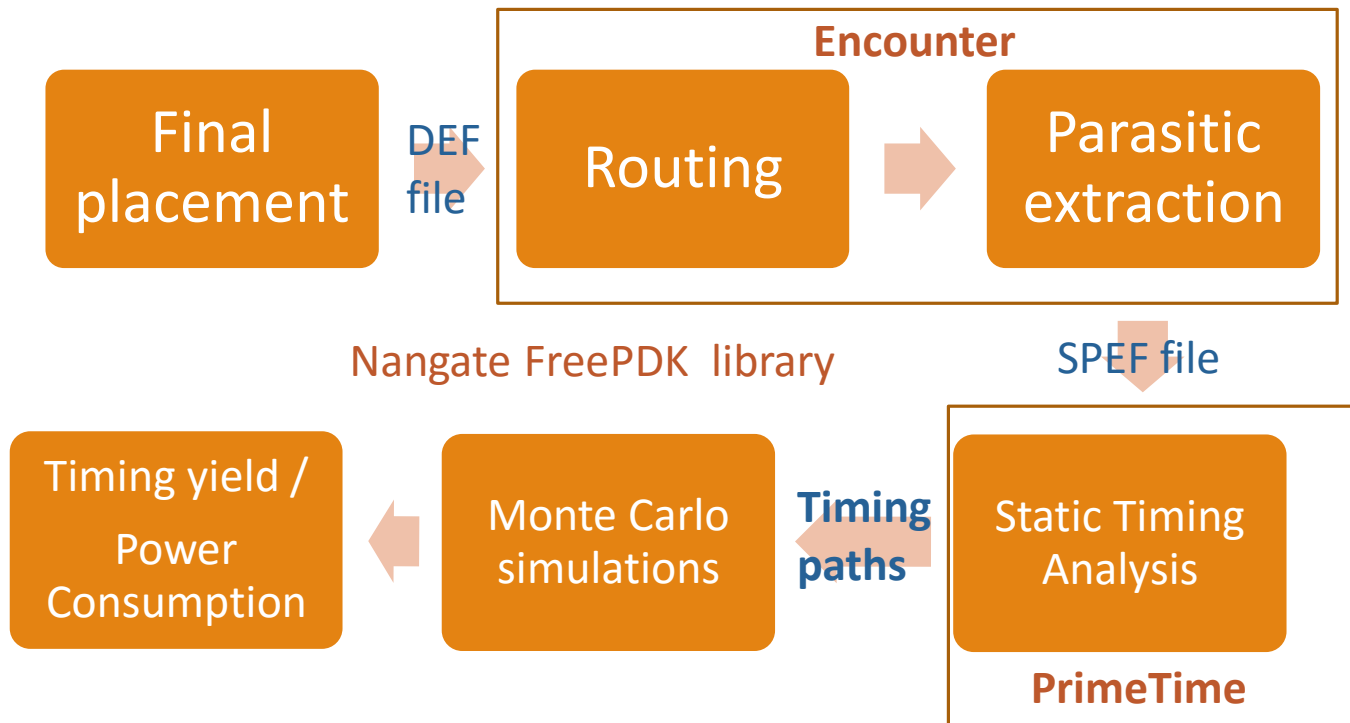 Encounter
Final
placement
DEF
file
Routing
Parasitic
extraction
Nangate FreePDK library
SPEF file
Timing yield /
Power
Consumption
Monte Carlo
simulations
Timing
paths
Static Timing
Analysis
PrimeTime